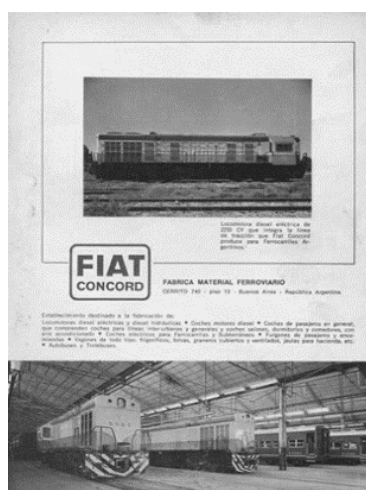 Locomotora diesel eléctrica de
2250 CV que integra la línea
de tracción que Fiat Concord
produce para Ferrocarriles Ar-
gentinos.
FIAT
CONCORD
FABRICA MATERIAL FERROVIARIO
CERRITO 740 - piso 10 - Buenos Aires - República Argentina
Establecimiento destinado a la fabricación de:
Locomotoras diesel eléctricas y diesel hidráulicas * Coches motores diesel * Coches de pasajeros en general,
que comprenden coches para líneas inter-urbanas y generales y coches salones, dormitorios y comedores, con
aire acondicionado * Coches eléctricos para Ferrocarriles y Subterráneos * Furgones de pasajeros y enco-
miendas * Vagones de todo tipo: frigoríficos, tolvas, graneros cubiertos y ventilados, jaulas para hacienda, etc.
* Autobuses y Trolebuses.